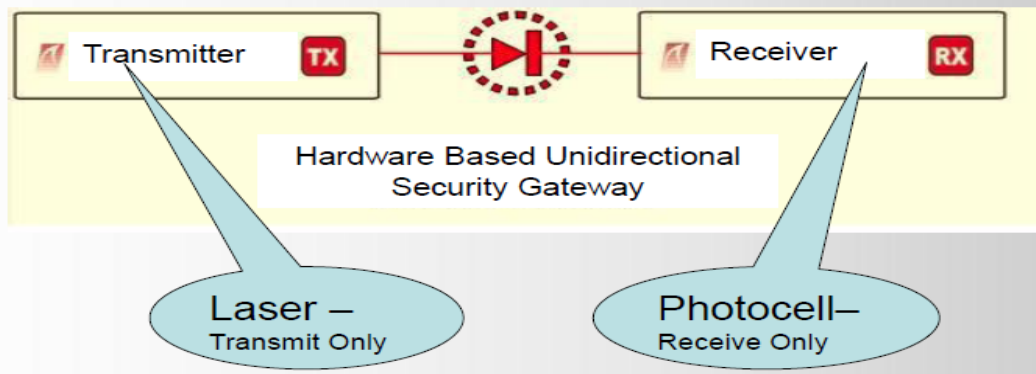 Transmitter
TX
Receiver
RX
Hardware Based Unidirectional
Security Gateway
Laser –
Transmit Only
Photocell–
Receive Only